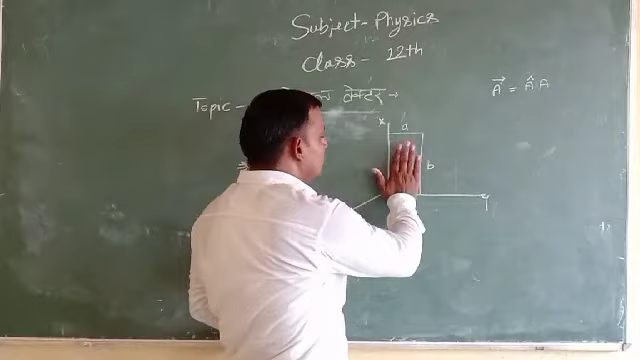 Subject - Physics
Class - 12th
Topic - वेक्टर →
A⃗ = n̂ A
x
a
b
y